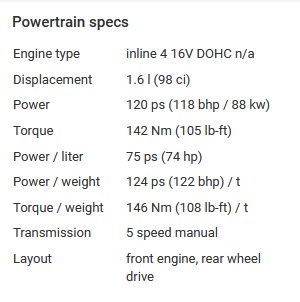 Powertrain specs
Engine type inline 4 16V DOHC n/a
Displacement 1.6 l (98 ci)
Power 120 ps (118 bhp / 88 kw)
Torque 142 Nm (105 lb-ft)
Power / liter 75 ps (74 hp)
Power / weight 124 ps (122 bhp) / t
Torque / weight 146 Nm (108 lb-ft) / t
Transmission 5 speed manual
Layout front engine, rear wheel
drive